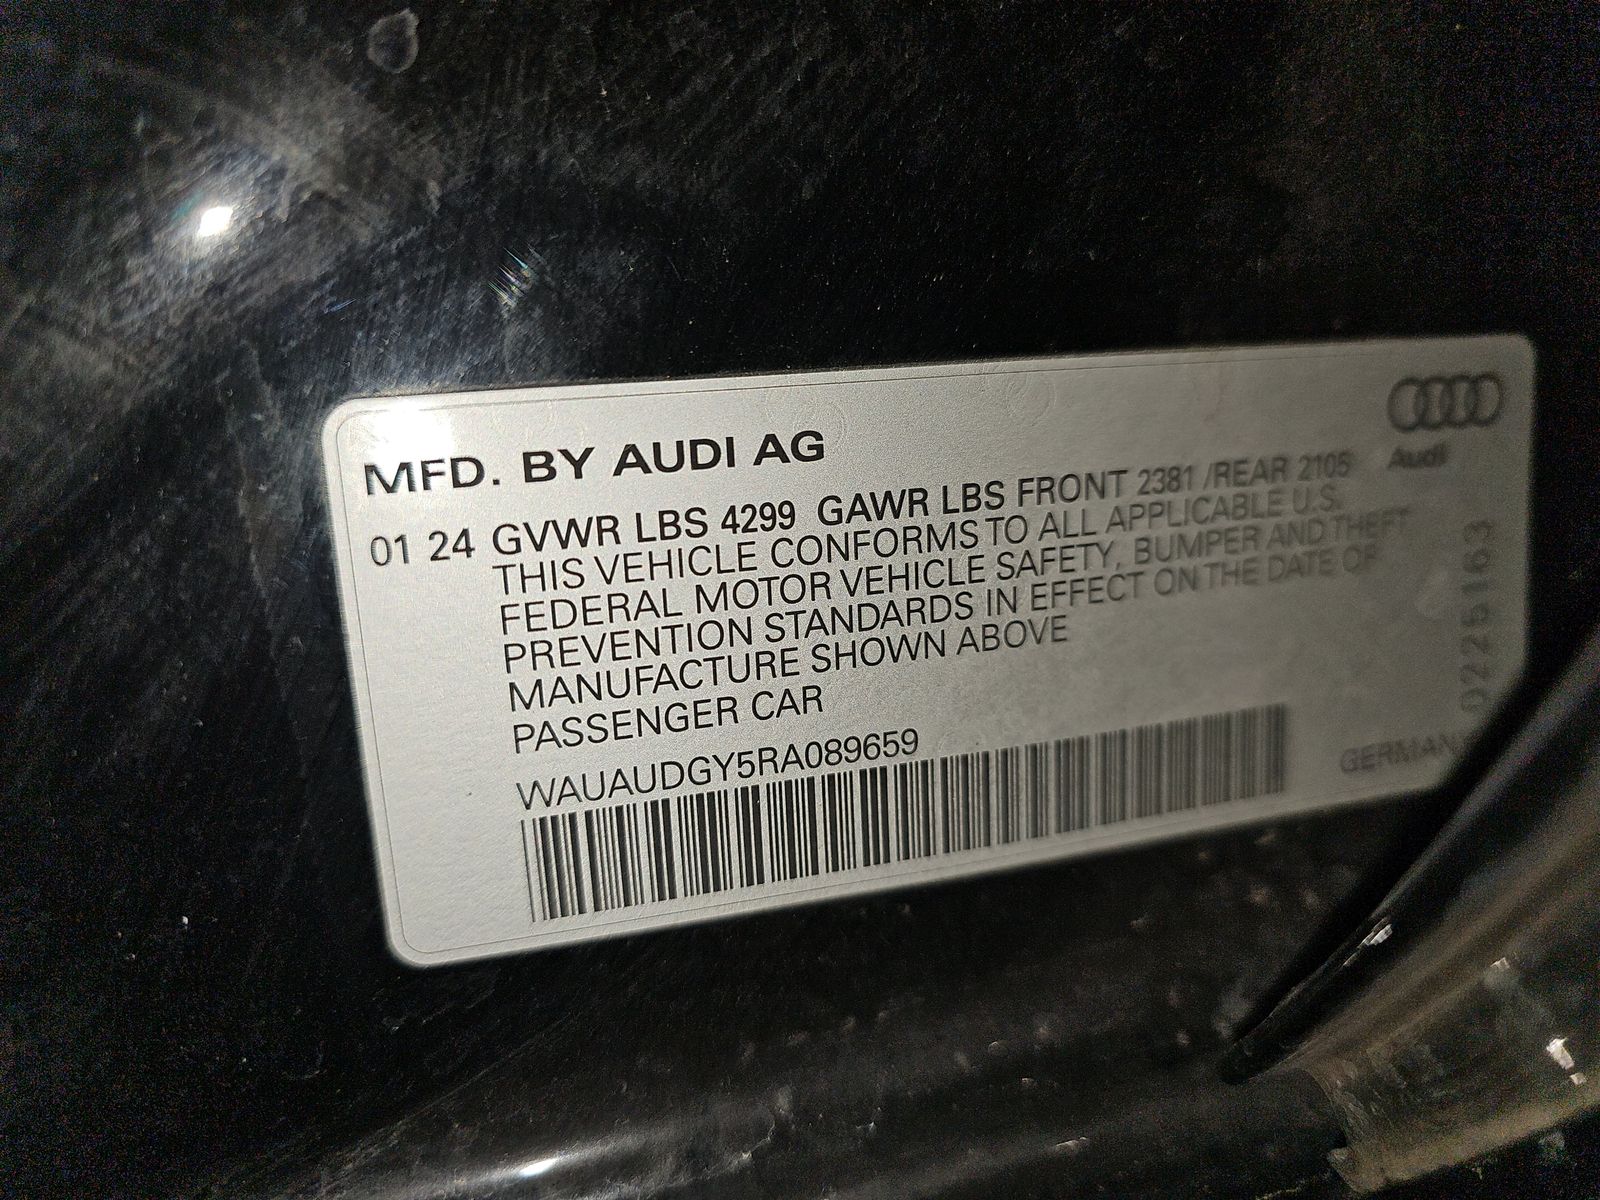 MFD. BY AUDI AG
01 24 GVWR LBS 4299 GAWR LBS FRONT 2381 /REAR 2105
THIS VEHICLE CONFORMS TO ALL APPLICABLE U.S.
FEDERAL MOTOR VEHICLE SAFETY, BUMPER AND THEFT
PREVENTION STANDARDS IN EFFECT ON THE DATE OF
MANUFACTURE SHOWN ABOVE
PASSENGER CAR
WAUAUDGY5RA089659
Audi
0225163